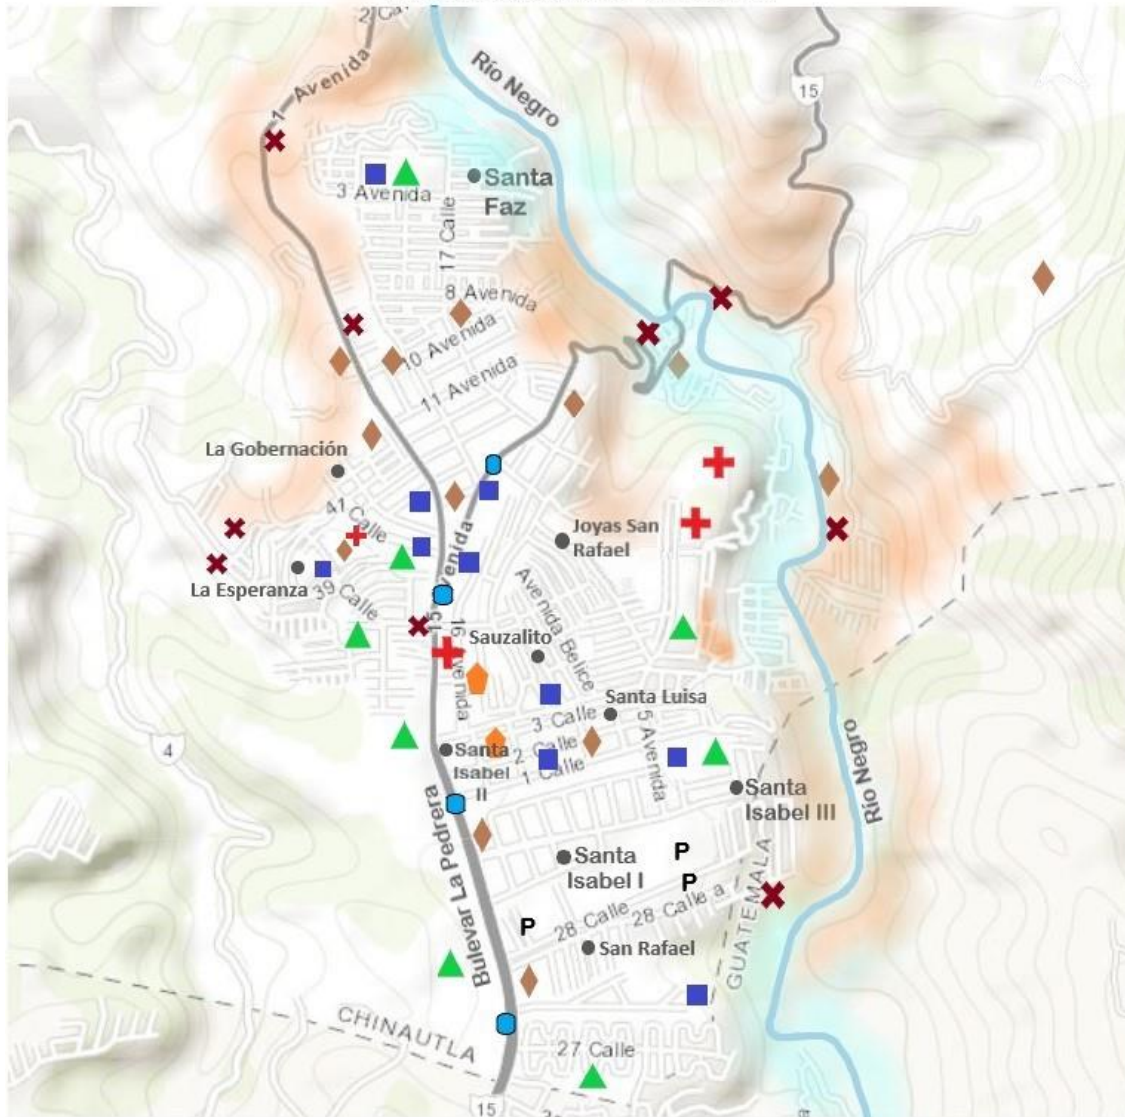 2 Ca
1 Avenida
Río Negro
15
Santa
Faz
3 Avenida
17 Calle
8 Avenida
10 Avenida
11 Avenida
La Gobernación
41 Calle
Joyas San
Rafael
La Esperanza
39 Calle
15 Avenida
16 Avenida
Avenida Belice
Sauzalito
Santa Luisa
3 Calle
2 Calle
1 Calle
5 Avenida
4
Santa
Isabel
II
Río Negro
Santa
Isabel III
Bulevar La Pedrera
Santa
Isabel I
P
P
P
28 Calle
28 Calle a
GUATEMALA
San Rafael
CHINAUTLA
27 Calle
15